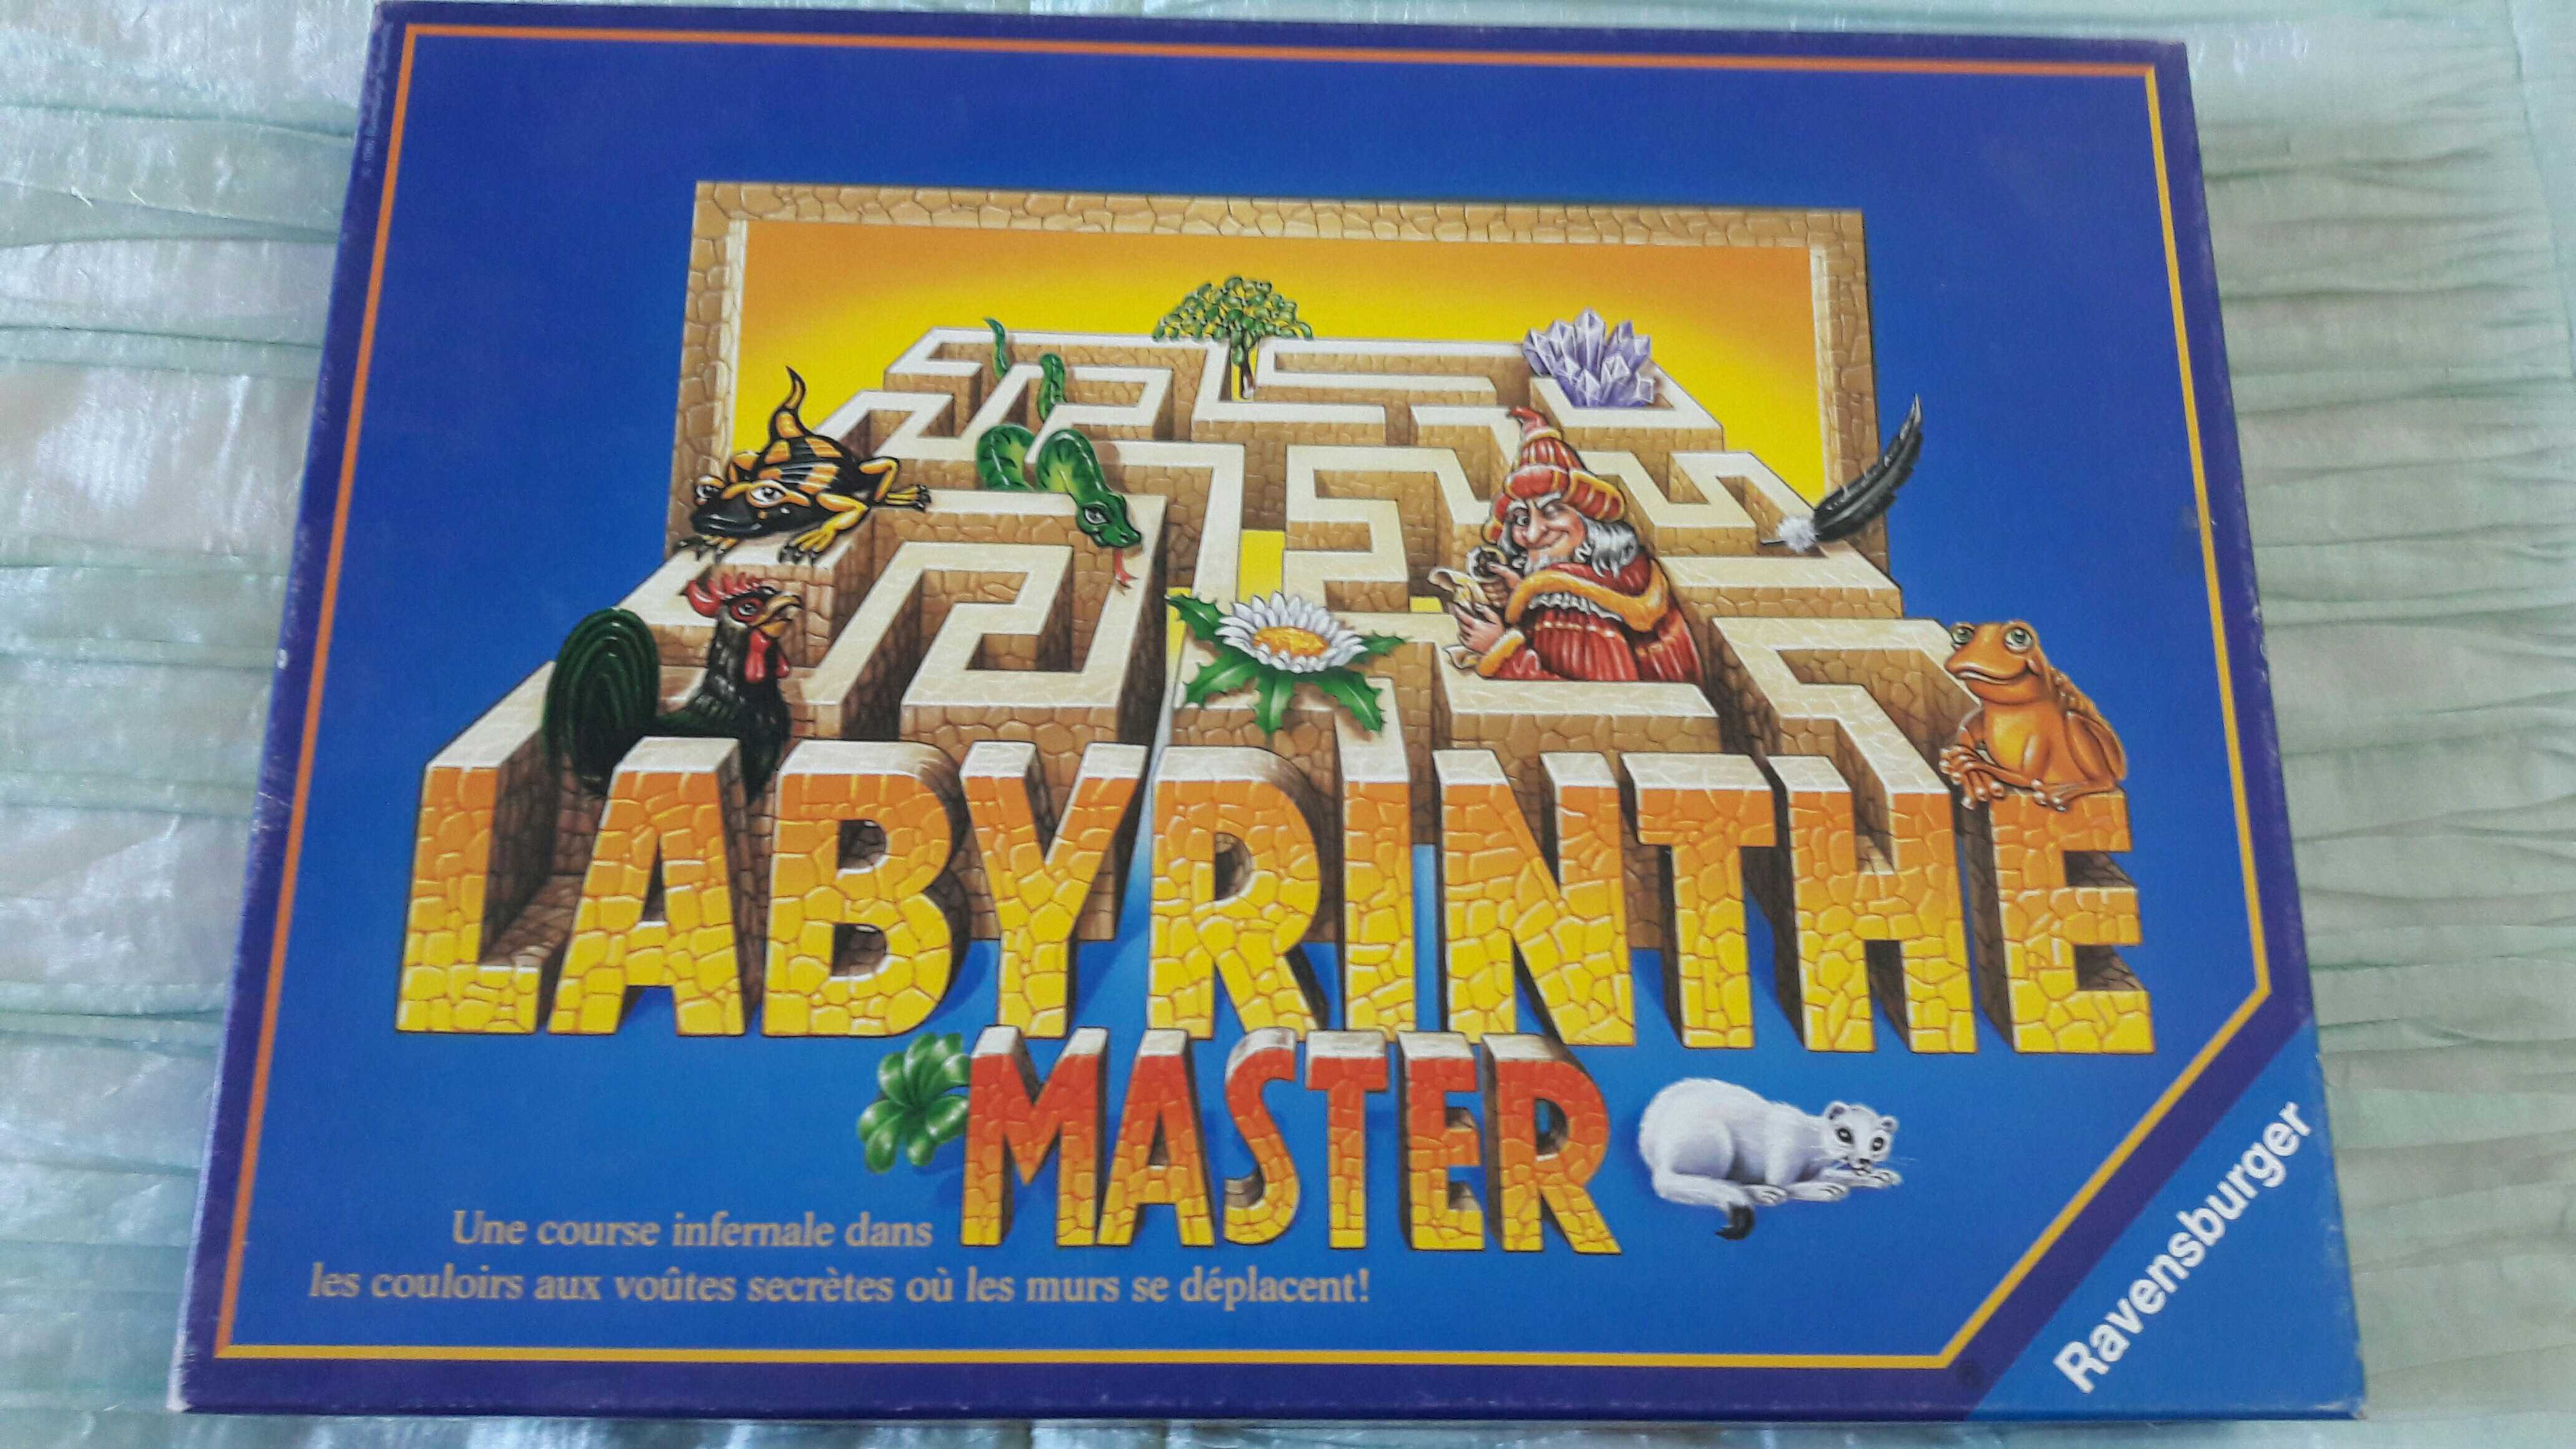 LABYRINTHE
MASTER
Une course infernale dans
les couloirs aux voûtes secrètes où les murs se déplacent!
Ravensburger